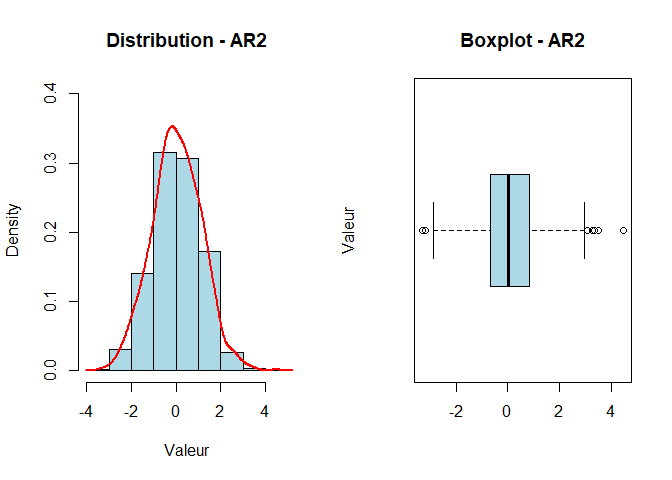 Distribution - AR2
Density
0.0 0.1 0.2 0.3 0.4
-4 -2 0 2 4
Valeur
Boxplot - AR2
Valeur
-2 0 2 4